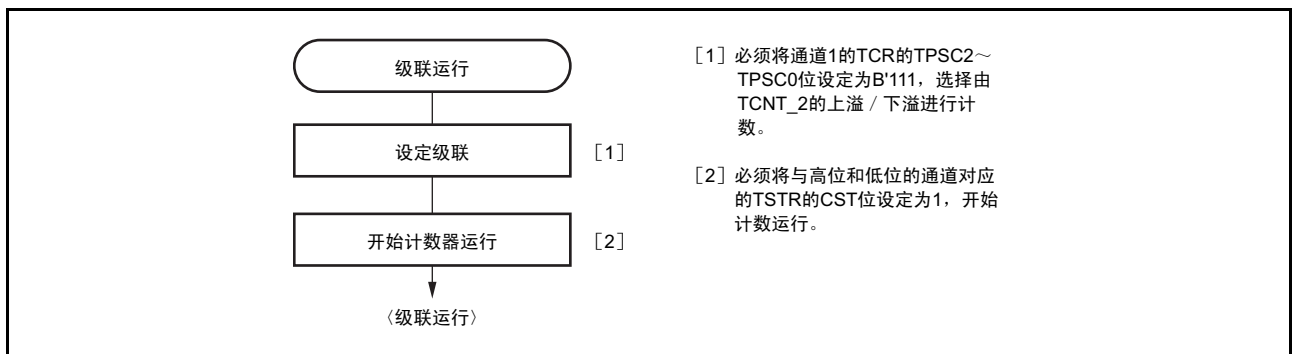 级联运行
设定级联 [1]
开始计数器运行 [2]
〈级联运行〉
[1] 必须将通道1的TCR的TPSC2～
TPSC0位设定为B'111，选择由
TCNT_2的上溢／下溢进行计
数。
[2] 必须将与高位和低位的通道对应
的TSTR的CST位设定为1，开始
计数运行。